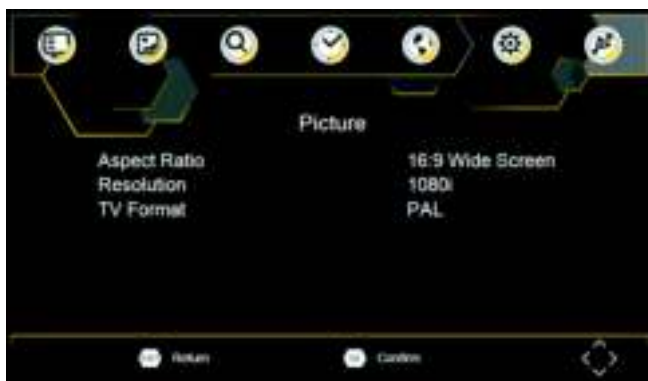 Picture
Aspect Ratio 16:9 Wide Screen
Resolution 1080i
TV Format PAL
Return Confirm